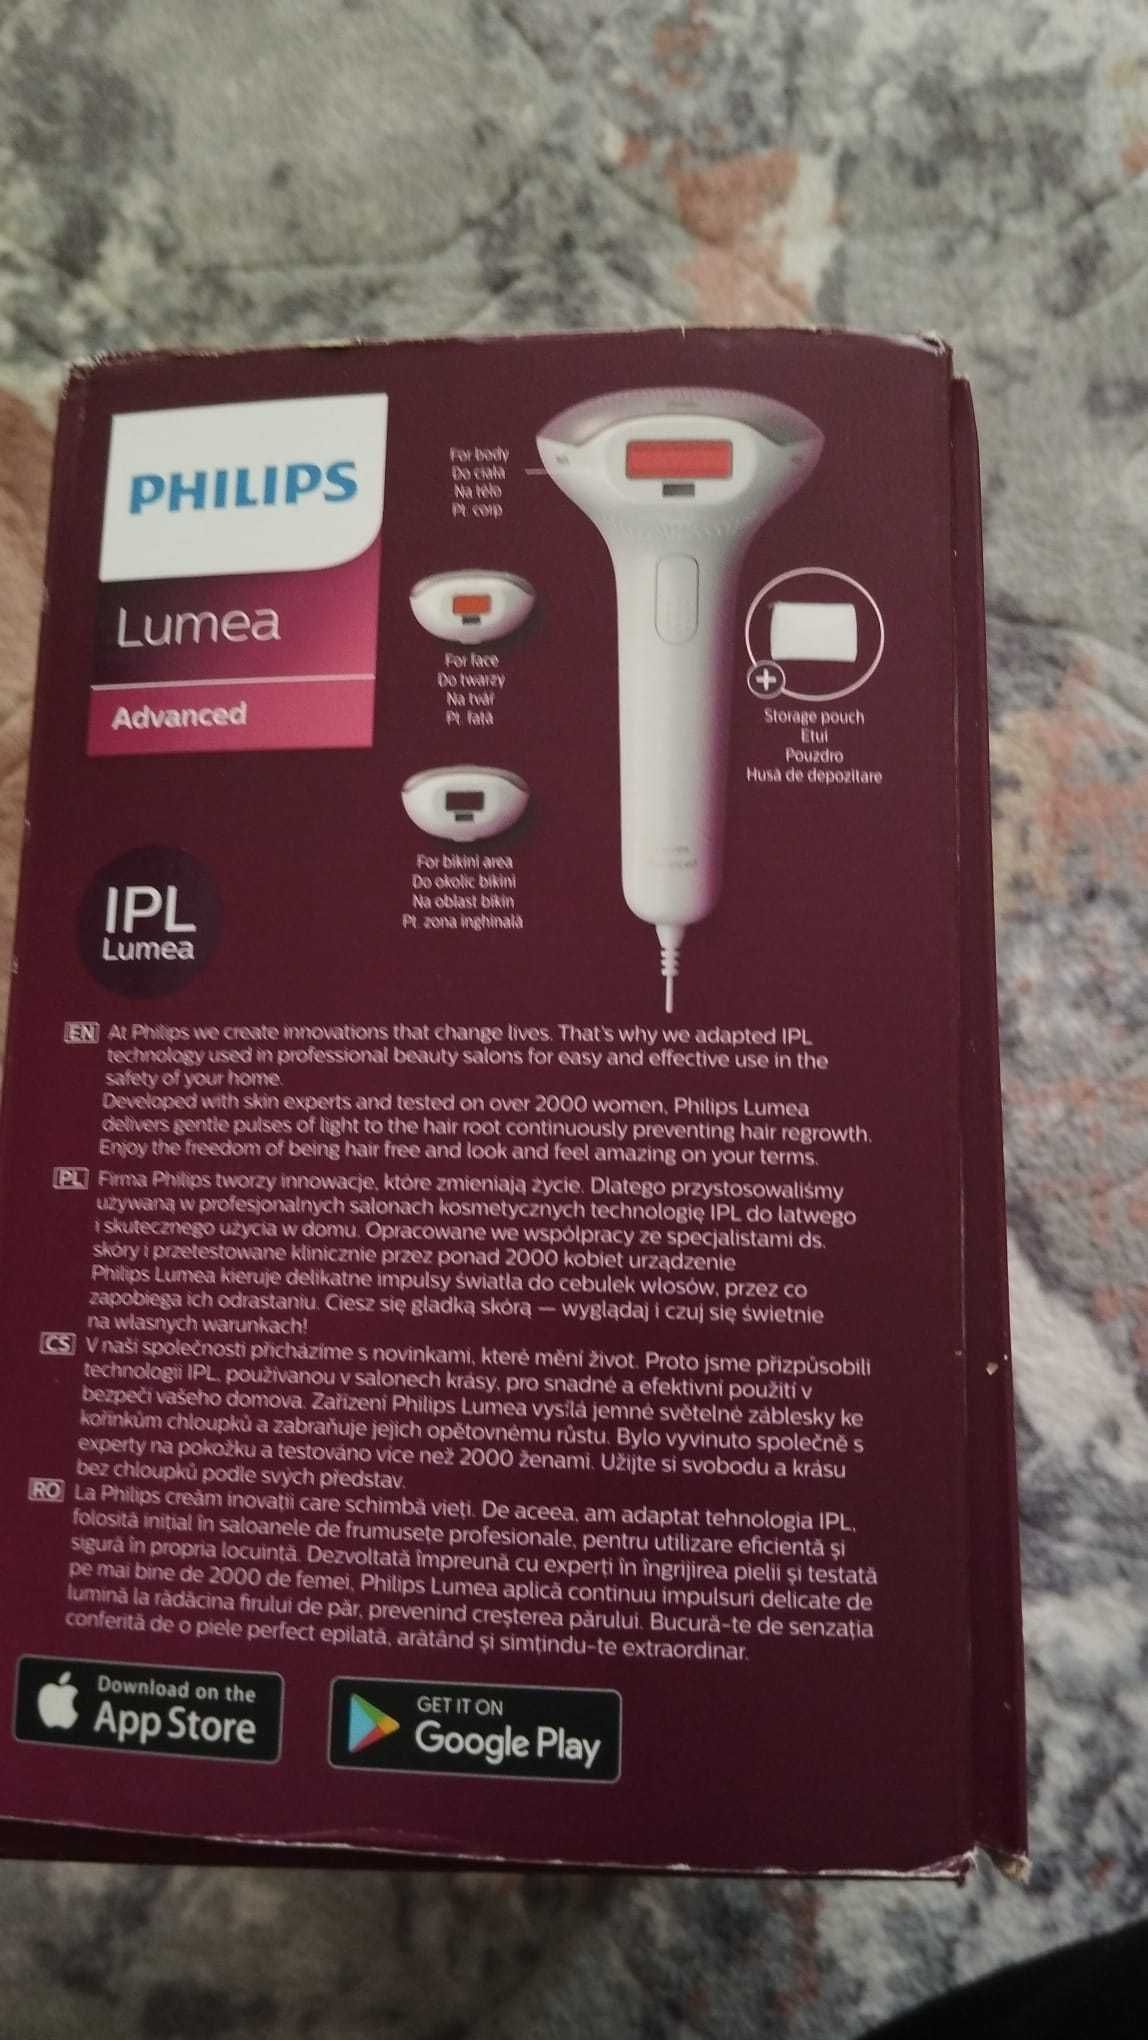 PHILIPS
Lumea
Advanced
For body
Do ciała
Na tělo
Pt. corp
For face
Do twarzy
Na tvář
Pt. față
For bikini area
Do okolic bikini
Na oblast bikin
Pt. zona inghinală
Storage pouch
Etui
Pouzdro
Husă de depozitare
IPL
Lumea
EN At Philips we create innovations that change lives. That's why we adapted IPL
technology used in professional beauty salons for easy and effective use in the
safety of your home.
Developed with skin experts and tested on over 2000 women, Philips Lumea
delivers gentle pulses of light to the hair root continuously preventing hair regrowth.
Enjoy the freedom of being hair free and look and feel amazing on your terms.
PL Firma Philips tworzy innowacje, które zmieniają życie. Dlatego przystosowaliśmy
używaną w profesjonalnych salonach kosmetycznych technologię IPL do łatwego
i skutecznego użycia w domu. Opracowane we współpracy ze specjalistami ds.
skóry i przetestowane klinicznie przez ponad 2000 kobiet urządzenie
Philips Lumea kieruje delikatne impulsy światła do cebulek włosów, przez co
zapobiega ich odrastaniu. Ciesz się gładką skórą — wyglądaj i czuj się świetnie
na własnych warunkach!
CS V naší společnosti přicházíme s novinkami, které mění život. Proto jsme přizpůsobili
technologii IPL, používanou v salonech krásy, pro snadné a efektivní použití v
bezpečí vašeho domova. Zařízení Philips Lumea vysílá jemné světelné záblesky ke
kořínkům chloupků a zabraňuje jejich opětovnému růstu. Bylo vyvinuto společně s
experty na pokožku a testováno více než 2000 ženami. Užijte si svobodu a krásu
bez chloupků podle svých představ.
RO La Philips creăm inovații care schimbă vieți. De aceea, am adaptat tehnologia IPL,
folosită inițial în saloanele de frumusețe profesionale, pentru utilizare eficientă și
sigură în propria locuință. Dezvoltată împreună cu experți în îngrijirea pielii și testată
pe mai bine de 2000 de femei, Philips Lumea aplică continuu impulsuri delicate de
lumină la rădăcina firului de păr, prevenind creșterea părului. Bucură-te de senzația
conferită de o piele perfect epilată, arătând și simțindu-te extraordinar.
Download on the
App Store
GET IT ON
Google Play